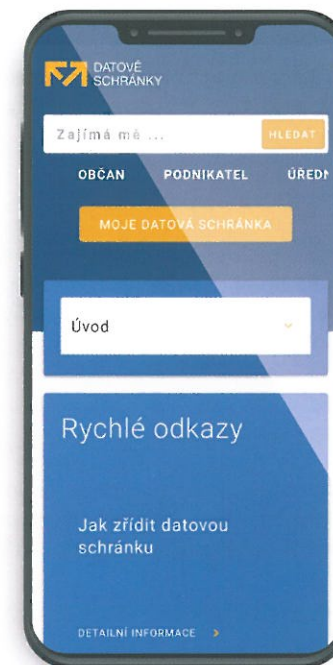 DATOVÉ
SCHRÁNKY
Zajímá mě ...
HLEDAT
OBČAN PODNIKATEL ÚŘEDN
MOJE DATOVÁ SCHRÁNKA
Úvod
Rychlé odkazy
Jak zřídit datovou
schránku
DETAILNÍ INFORMACE